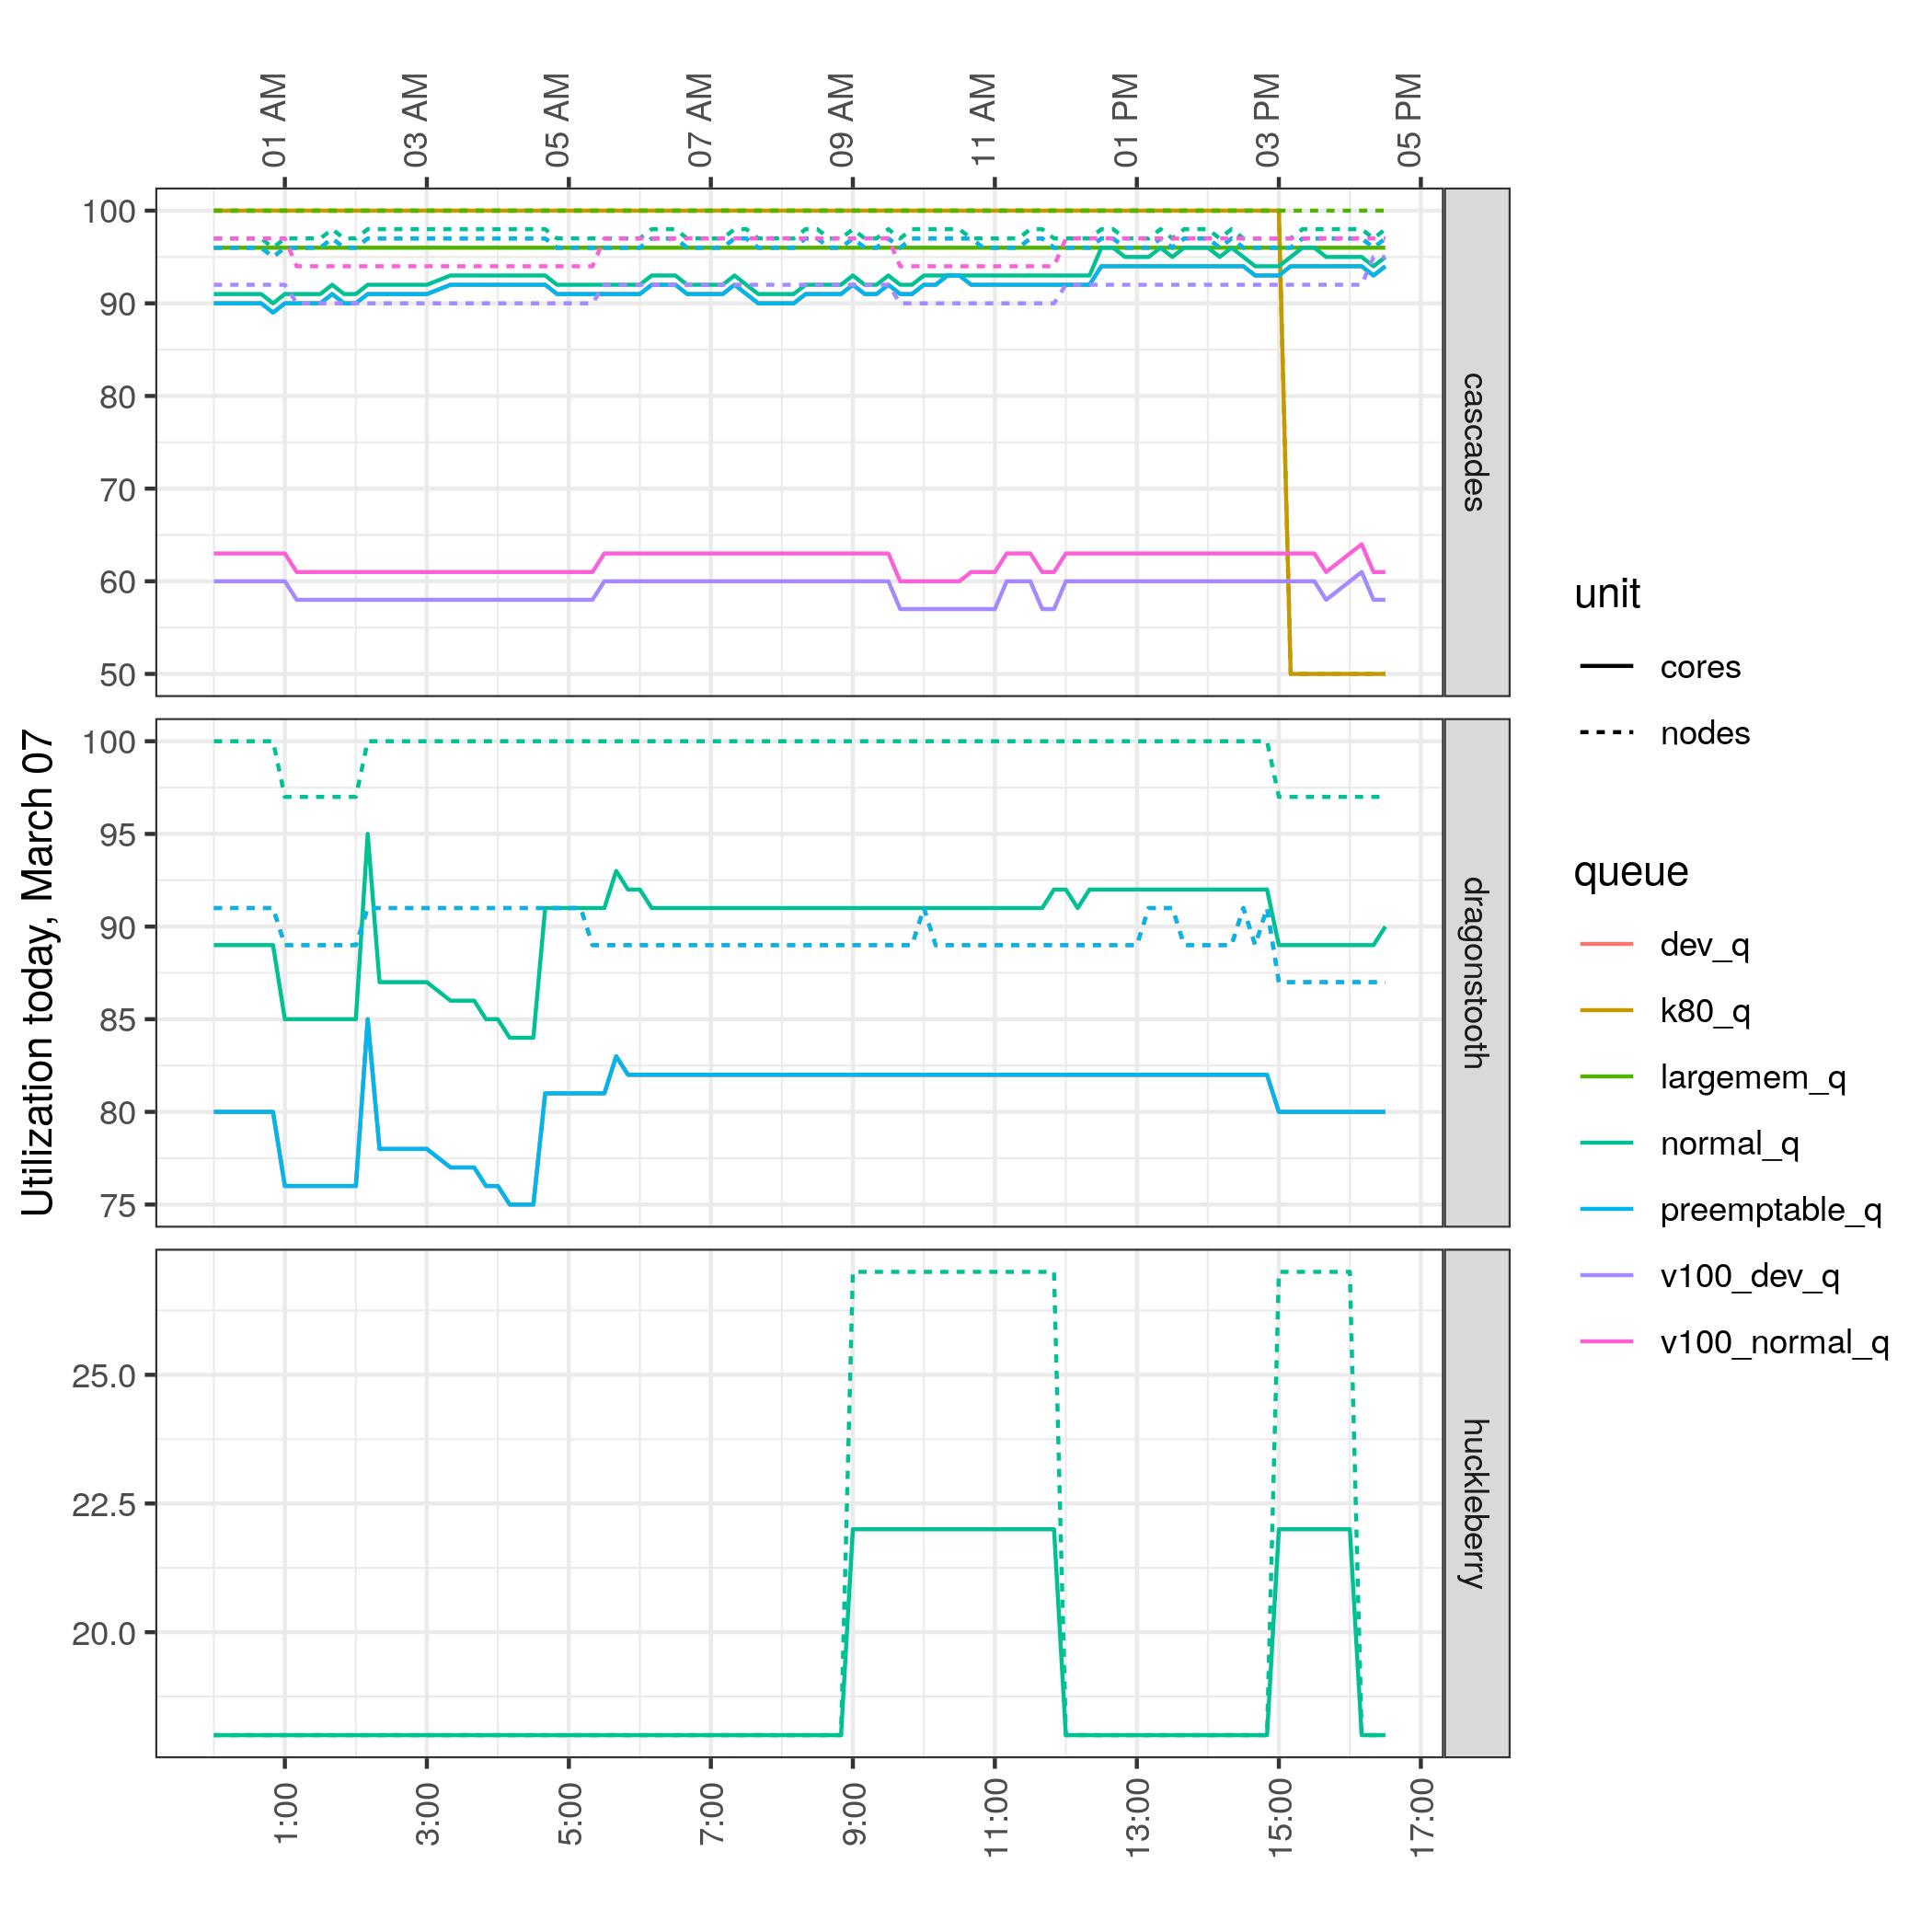 01 AM
03 AM
05 AM
07 AM
09 AM
11 AM
01 PM
03 PM
05 PM
Utilization today, March 07
100
90
80
70
60
50
cascades
100
95
90
85
80
75
dragonstooth
25.0
22.5
20.0
huckleberry
1:00
3:00
5:00
7:00
9:00
11:00
13:00
15:00
17:00
unit
cores
nodes
queue
dev_q
k80_q
largemem_q
normal_q
preemptable_q
v100_dev_q
v100_normal_q